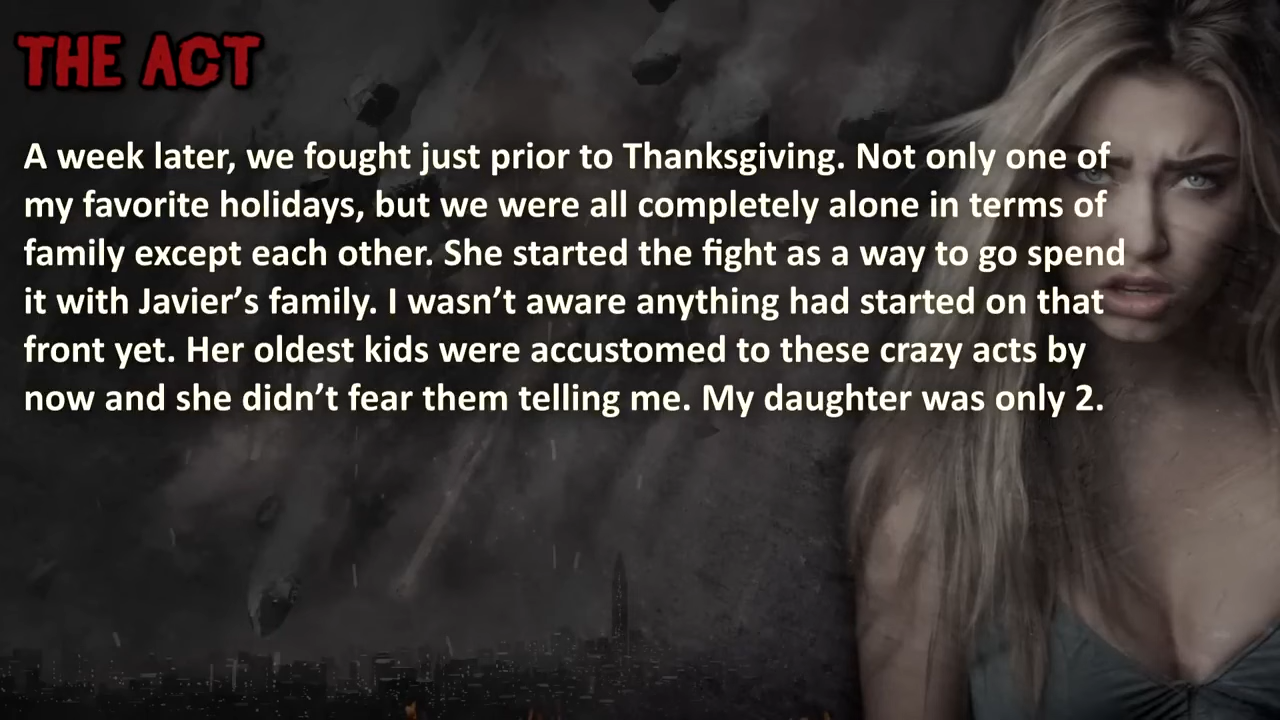 THE ACT
A week later, we fought just prior to Thanksgiving. Not only one of
my favorite holidays, but we were all completely alone in terms of
family except each other. She started the fight as a way to go spend
it with Javier’s family. I wasn’t aware anything had started on that
front yet. Her oldest kids were accustomed to these crazy acts by
now and she didn’t fear them telling me. My daughter was only 2.